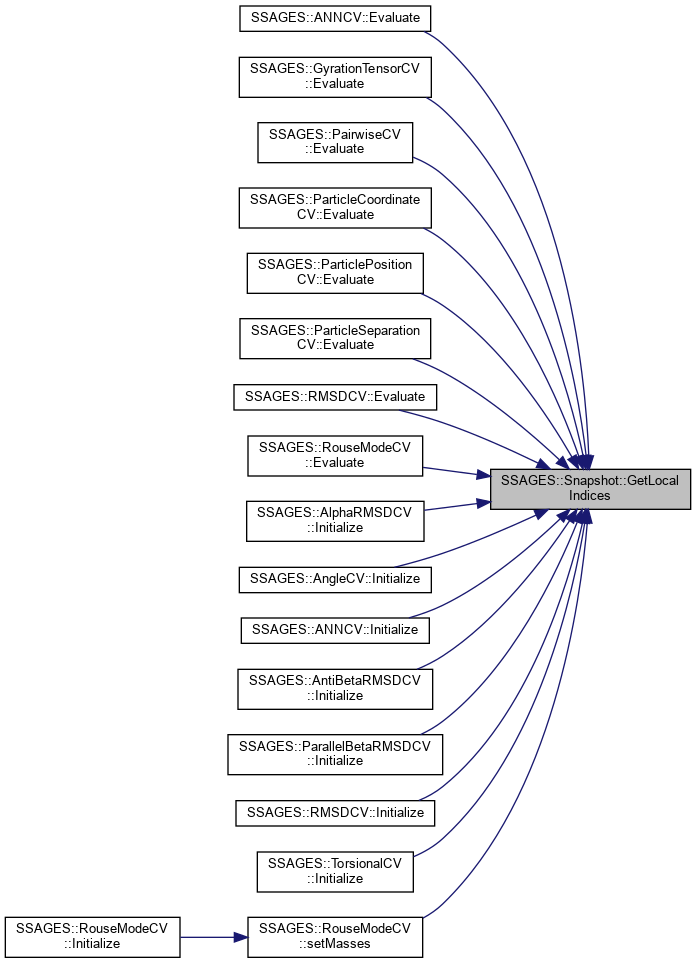 SSAGES::ANNCV::Evaluate
SSAGES::GyrationTensorCV
::Evaluate
SSAGES::PairwiseCV
::Evaluate
SSAGES::ParticleCoordinate
CV::Evaluate
SSAGES::ParticlePosition
CV::Evaluate
SSAGES::ParticleSeparation
CV::Evaluate
SSAGES::RMSDCV::Evaluate
SSAGES::RouseModeCV
::Evaluate
SSAGES::Snapshot::GetLocal
Indices
SSAGES::AlphaRMSDCV
::Initialize
SSAGES::AngleCV::Initialize
SSAGES::ANNCV::Initialize
SSAGES::AntiBetaRMSDCV
::Initialize
SSAGES::ParallelBetaRMSDCV
::Initialize
SSAGES::RMSDCV::Initialize
SSAGES::TorsionalCV
::Initialize
SSAGES::RouseModeCV
::Initialize
SSAGES::RouseModeCV
::setMasses